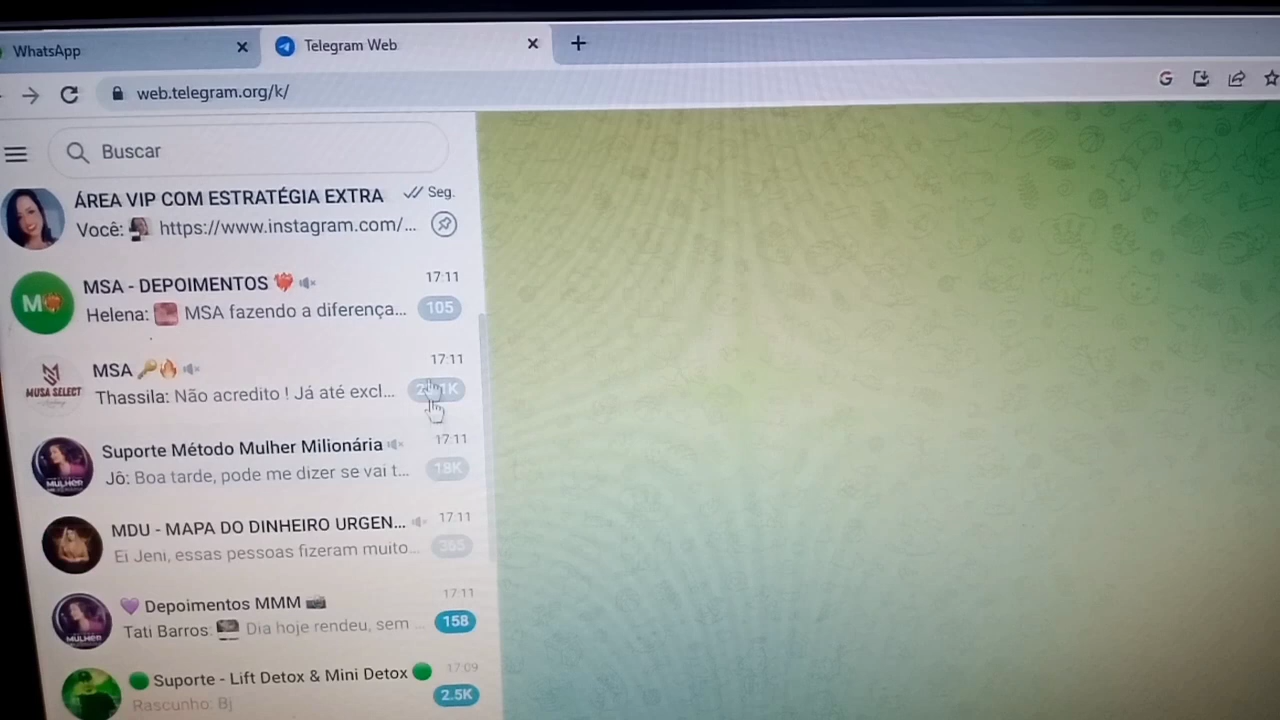 WhatsApp
Telegram Web
web.telegram.org/k/
Buscar
ÁREA VIP COM ESTRATÉGIA EXTRA
Seg.
Você: https://www.instagram.com/...
MSA - DEPOIMENTOS
17:11
Helena: MSA fazendo a diferença...
105
M
MSA
17:11
MUSA SELECT
Thassila: Não acredito ! Já até excl...
Suporte Método Mulher Milionária
17:11
Jô: Boa tarde, pode me dizer se vai t...
18K
MULHER
MDU - MAPA DO DINHEIRO URGEN...
17:11
Ei Jeni, essas pessoas fizeram muito...
365
Depoimentos MMM
17:11
Tati Barros: Dia hoje rendeu, sem ...
158
MULHER
Suporte - Lift Detox & Mini Detox
17:09
Rascunho: Bj
2.5K